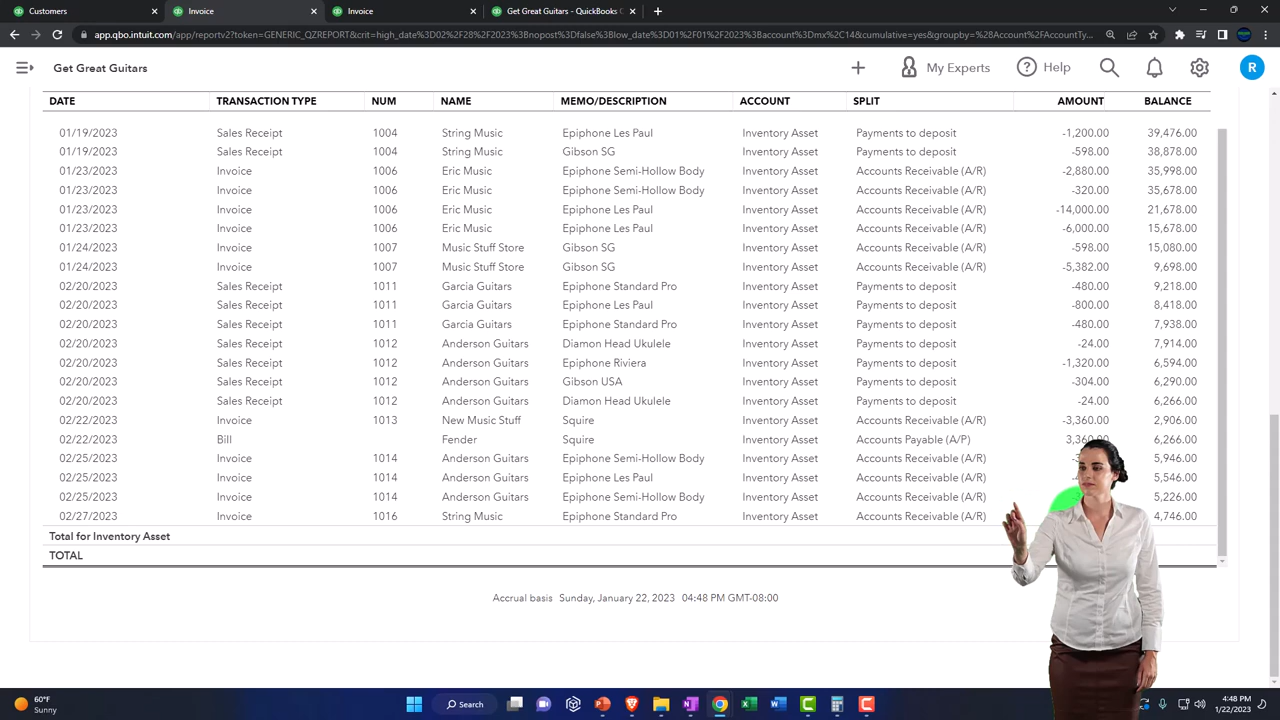 Customers Invoice Invoice Get Great Guitars - QuickBooks
app.qbo.intuit.com/app/reportv2?token=GENERIC_QZREPORT&crit=high_date%3D02%2F28%2F2023%3Bnopost%3Dfalse%3Blow_date%3D01%2F01%2F2023%3Baccount%3Dmx%2C14&cumulative=yes&groupby=%28Account%2FAccountTy...
Get Great Guitars My Experts Help R
DATE TRANSACTION TYPE NUM NAME MEMO/DESCRIPTION ACCOUNT SPLIT AMOUNT BALANCE
01/19/2023 Sales Receipt 1004 String Music Epiphone Les Paul Inventory Asset Payments to deposit -1,200.00 39,476.00
01/19/2023 Sales Receipt 1004 String Music Gibson SG Inventory Asset Payments to deposit -598.00 38,878.00
01/23/2023 Invoice 1006 Eric Music Epiphone Semi-Hollow Body Inventory Asset Accounts Receivable (A/R) -2,880.00 35,998.00
01/23/2023 Invoice 1006 Eric Music Epiphone Semi-Hollow Body Inventory Asset Accounts Receivable (A/R) -320.00 35,678.00
01/23/2023 Invoice 1006 Eric Music Epiphone Les Paul Inventory Asset Accounts Receivable (A/R) -14,000.00 21,678.00
01/23/2023 Invoice 1006 Eric Music Epiphone Les Paul Inventory Asset Accounts Receivable (A/R) -6,000.00 15,678.00
01/24/2023 Invoice 1007 Music Stuff Store Gibson SG Inventory Asset Accounts Receivable (A/R) -598.00 15,080.00
01/24/2023 Invoice 1007 Music Stuff Store Gibson SG Inventory Asset Accounts Receivable (A/R) -5,382.00 9,698.00
02/20/2023 Sales Receipt 1011 Garcia Guitars Epiphone Standard Pro Inventory Asset Payments to deposit -480.00 9,218.00
02/20/2023 Sales Receipt 1011 Garcia Guitars Epiphone Les Paul Inventory Asset Payments to deposit -800.00 8,418.00
02/20/2023 Sales Receipt 1011 Garcia Guitars Epiphone Standard Pro Inventory Asset Payments to deposit -480.00 7,938.00
02/20/2023 Sales Receipt 1012 Anderson Guitars Diamon Head Ukulele Inventory Asset Payments to deposit -24.00 7,914.00
02/20/2023 Sales Receipt 1012 Anderson Guitars Epiphone Riviera Inventory Asset Payments to deposit -1,320.00 6,594.00
02/20/2023 Sales Receipt 1012 Anderson Guitars Gibson USA Inventory Asset Payments to deposit -304.00 6,290.00
02/20/2023 Sales Receipt 1012 Anderson Guitars Diamon Head Ukulele Inventory Asset Payments to deposit -24.00 6,266.00
02/22/2023 Invoice 1013 New Music Stuff Squire Inventory Asset Accounts Receivable (A/R) -3,360.00 2,906.00
02/22/2023 Bill Fender Squire Inventory Asset Accounts Payable (A/P) 3,360.00 6,266.00
02/25/2023 Invoice 1014 Anderson Guitars Epiphone Semi-Hollow Body Inventory Asset Accounts Receivable (A/R) 5,946.00
02/25/2023 Invoice 1014 Anderson Guitars Epiphone Les Paul Inventory Asset Accounts Receivable (A/R) 5,546.00
02/25/2023 Invoice 1014 Anderson Guitars Epiphone Semi-Hollow Body Inventory Asset Accounts Receivable (A/R) 5,226.00
02/27/2023 Invoice 1016 String Music Epiphone Standard Pro Inventory Asset Accounts Receivable (A/R) 4,746.00
Total for Inventory Asset
TOTAL
Accrual basis Sunday, January 22, 2023 04:48 PM GMT-08:00
60°F
Sunny
Search
4:48 PM
1/22/2023